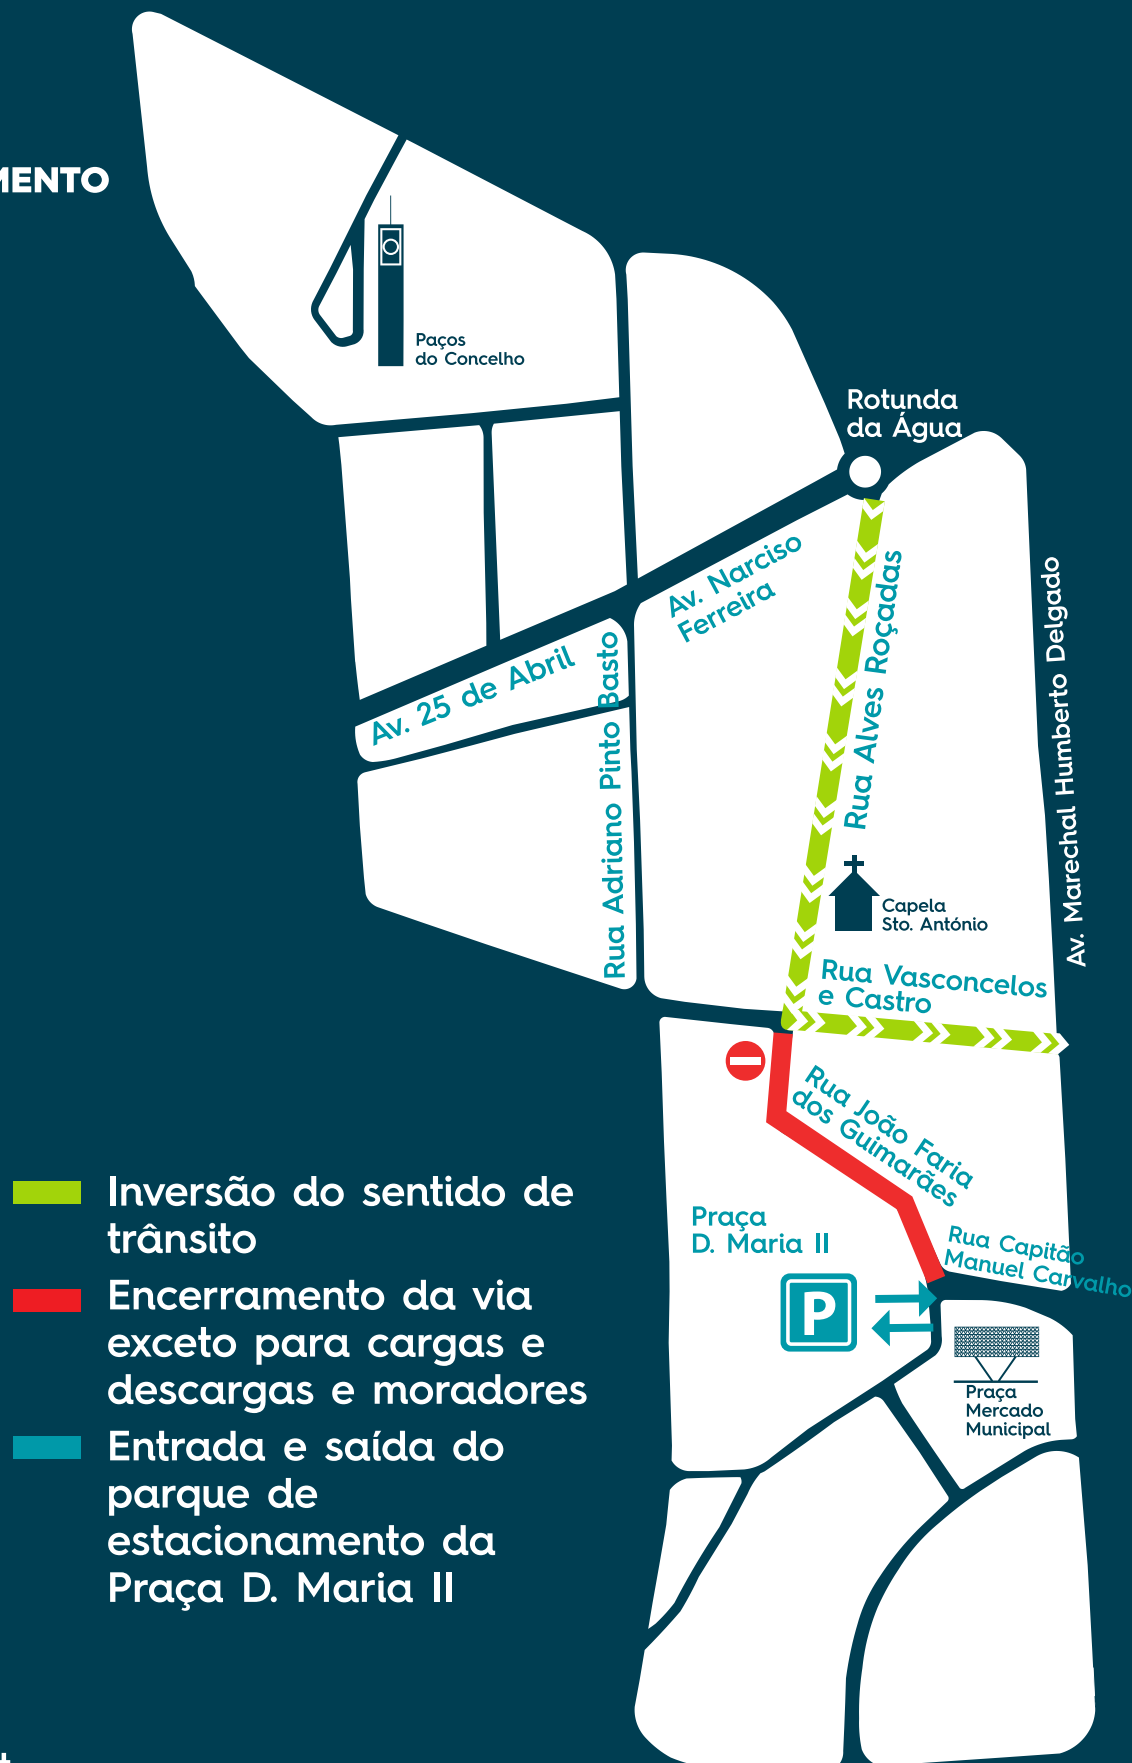 Paços
do Concelho
Rotunda
da Água
Av. Narciso
Ferreira
Av. 25 de Abril
Rua Adriano Pinto Basto
Rua Alves Roçadas
Av. Marechal Humberto Delgado
Capela
Sto. António
Rua Vasconcelos
e Castro
Rua João Faria
dos Guimarães
Praça
D. Maria II
Rua Capitão
Manuel Carvalho
P
Praça
Mercado
Municipal
Inversão do sentido de
trânsito
Encerramento da via
exceto para cargas e
descargas e moradores
Entrada e saída do
parque de
estacionamento da
Praça D. Maria II